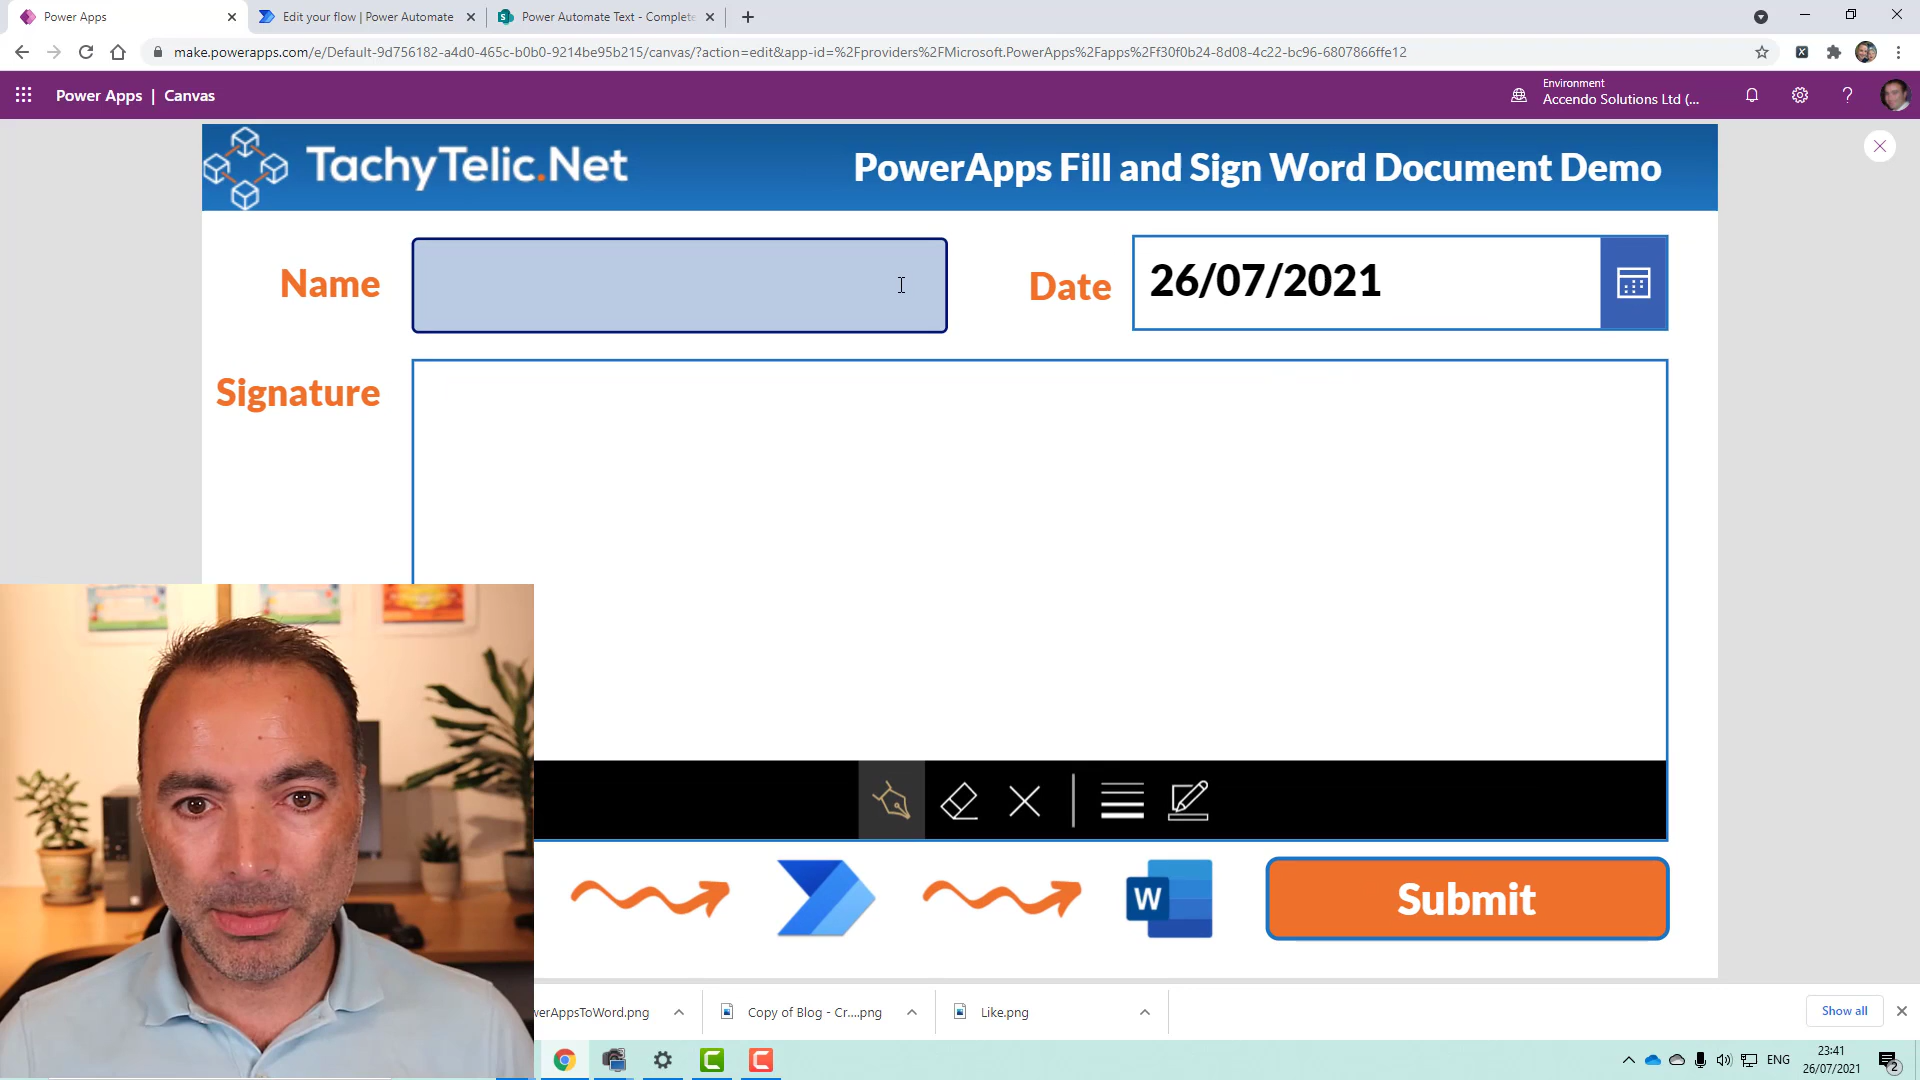 Power Apps
Edit your flow | Power Automate
Power Automate Text - Complete
make.powerapps.com/e/Default-9d756182-a4d0-465c-b0b0-9214be95b215/canvas/?action=edit&app-id=%2Fproviders%2FMicrosoft.PowerApps%2Fapps%2Ff30f0b24-8d08-4c22-bc96-6807866ffe12
Power Apps | Canvas
Environment
Accendo Solutions Ltd (...
TachyTelic.Net
PowerApps Fill and Sign Word Document Demo
Name
Date
26/07/2021
Signature
W
Submit
werAppsToWord.png
Copy of Blog - Cr....png
Like.png
Show all
ENG
23:41
26/07/2021
2